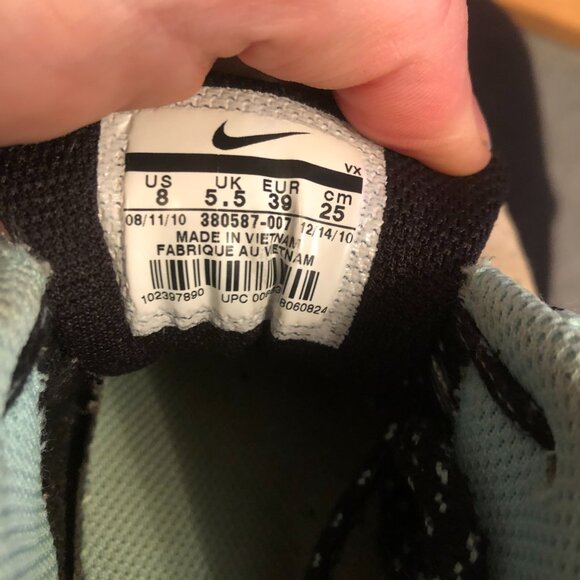 VX
US UK EUR cm
8 5.5 39 25
08/11/10 380587-007 12/14/10
MADE IN VIETNAM
FABRIQUE AU VIETNAM
102397890 UPC 060824